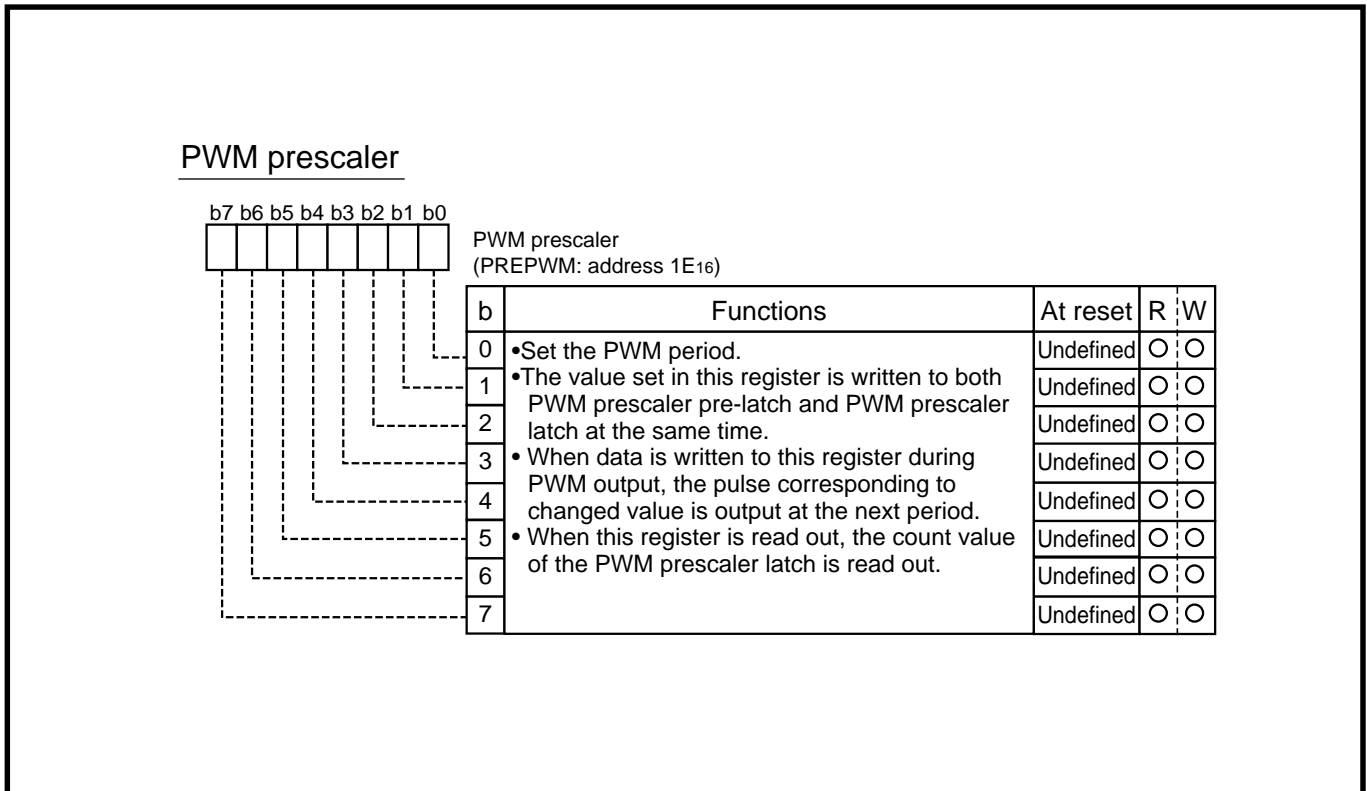 PWM prescaler
b7 b6 b5 b4 b3 b2 b1 b0
PWM prescaler
(PREPWM: address 1E16)
b Functions At reset R W
0 •Set the PWM period. Undefined O O
1 •The value set in this register is written to both Undefined O O
PWM prescaler pre-latch and PWM prescaler
2 latch at the same time. Undefined O O
3 • When data is written to this register during Undefined O O
PWM output, the pulse corresponding to
4 changed value is output at the next period. Undefined O O
5 • When this register is read out, the count value Undefined O O
of the PWM prescaler latch is read out.
6 Undefined O O
7 Undefined O O